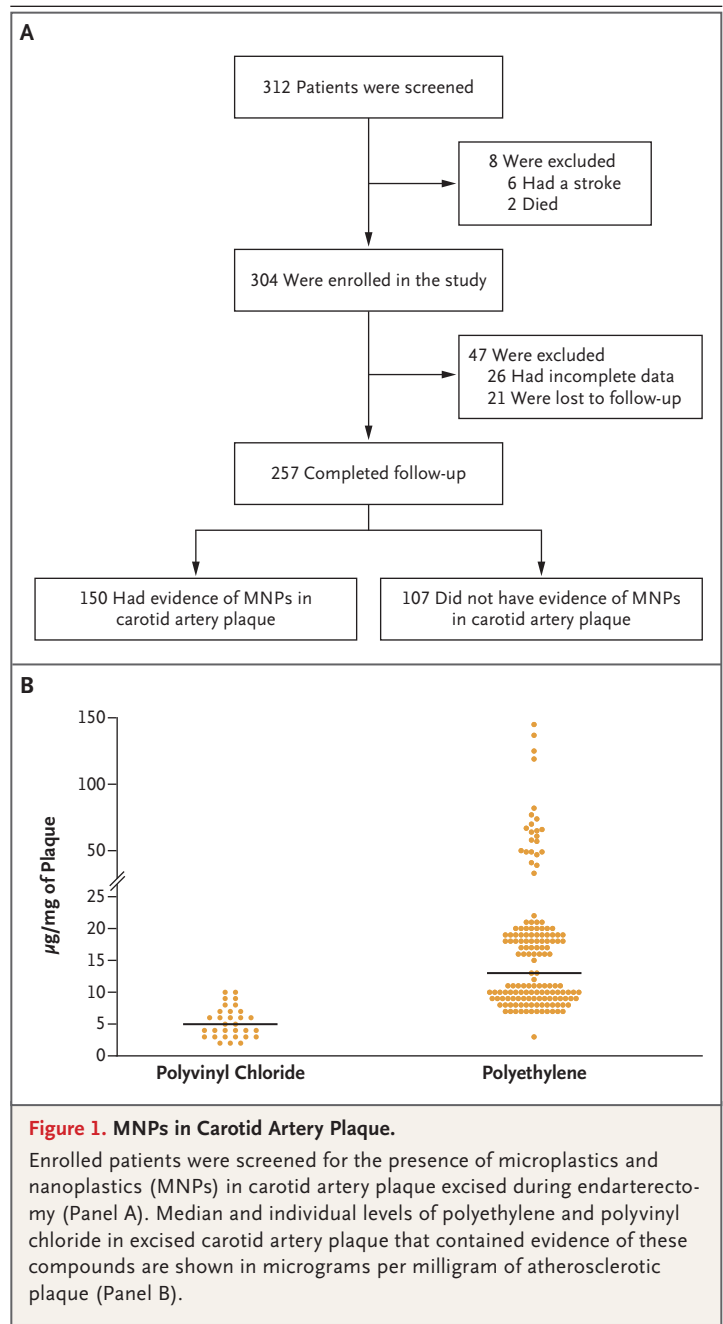 A
312 Patients were screened
8 Were excluded
6 Had a stroke
2 Died
304 Were enrolled in the study
47 Were excluded
26 Had incomplete data
21 Were lost to follow-up
257 Completed follow-up
150 Had evidence of MNPs in
carotid artery plaque
107 Did not have evidence of MNPs
in carotid artery plaque
B
µg/mg of Plaque
150
100
50
25
20
15
10
5
0
Polyvinyl Chloride
Polyethylene
Figure 1. MNPs in Carotid Artery Plaque.
Enrolled patients were screened for the presence of microplastics and
nanoplastics (MNPs) in carotid artery plaque excised during endarterecto-
my (Panel A). Median and individual levels of polyethylene and polyvinyl
chloride in excised carotid artery plaque that contained evidence of these
compounds are shown in micrograms per milligram of atherosclerotic
plaque (Panel B).